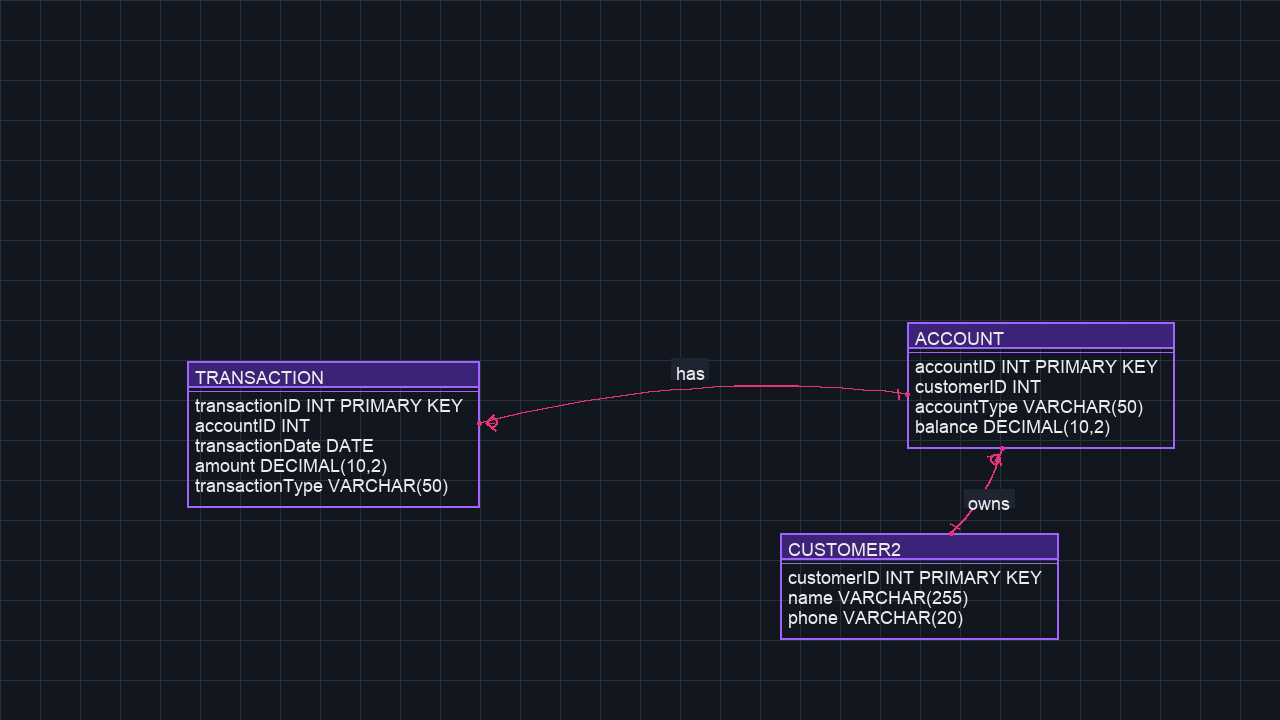 TRANSACTION
transactionID INT PRIMARY KEY
accountID INT
transactionDate DATE
amount DECIMAL(10,2)
transactionType VARCHAR(50)
has
ACCOUNT
accountID INT PRIMARY KEY
customerID INT
accountType VARCHAR(50)
balance DECIMAL(10,2)
owns
CUSTOMER2
customerID INT PRIMARY KEY
name VARCHAR(255)
phone VARCHAR(20)